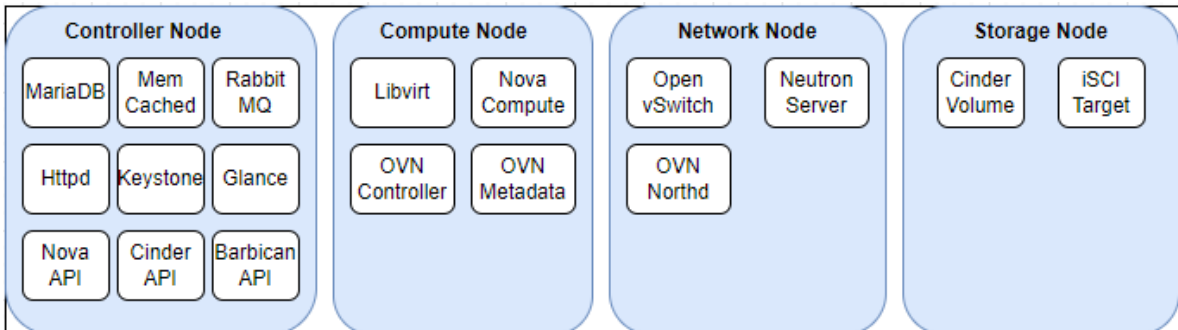 Controller Node
MariaDB
Mem
Cached
Rabbit
MQ
Httpd
Keystone
Glance
Nova
API
Cinder
API
Barbican
API
Compute Node
Libvirt
Nova
Compute
OVN
Controller
OVN
Metadata
Network Node
Open
vSwitch
Neutron
Server
OVN
Northd
Storage Node
Cinder
Volume
iSCI
Target